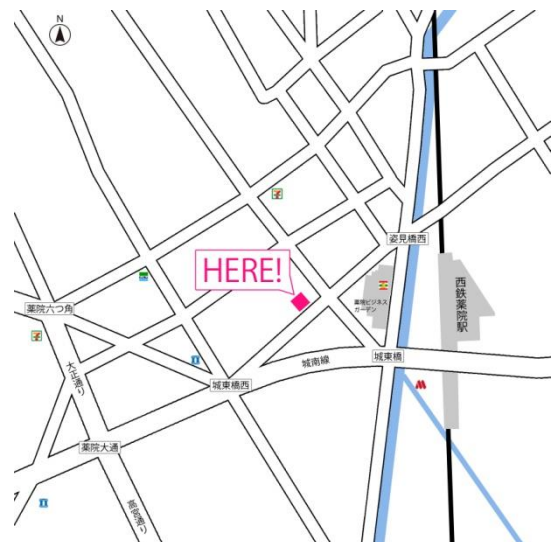 N
姿見橋西
HERE!
薬院ビジネス
ガーデン
西鉄薬院駅
薬院六つ角
城南線
城東橋
大正通り
城東橋西
薬院大通
高宮通り